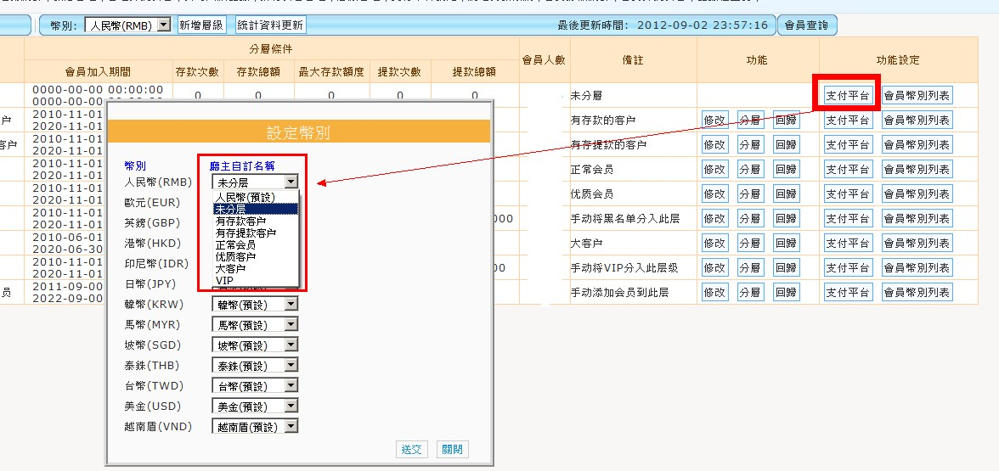 幣別: 人民幣(RMB) 新增層級 統計資料更新 最後更新時間: 2012-09-02 23:57:16 會員查詢
分層條件 會員人數 備註 功能 功能設定
會員加入期間 存款次數 存款總額 最大存款額度 提款次數 提款總額
0000-00-00 00:00:00 0 0 0 0 0 未分層 支付平台 會員幣別列表
0000-00-00
2010-11-01 有存款的客户 修改 分層 回歸 支付平台 會員幣別列表
户 2020-11-01
2010-11-01 有存提款的客户 修改 分層 回歸 支付平台 會員幣別列表
客户 2020-11-01
2010-11-01 正常会员 修改 分層 回歸 支付平台 會員幣別列表
2020-11-01
2010-11-01 优质会员 修改 分層 回歸 支付平台 會員幣別列表
2020-11-01
2010-11-01 000 手动将黑名单分入此层 修改 分層 回歸 支付平台 會員幣別列表
2020-11-01
2010-06-01 大客户 修改 分層 回歸 支付平台 會員幣別列表
2020-06-30
2010-11-01 00 手动将VIP分入此层级 修改 分層 回歸 支付平台 會員幣別列表
2020-11-01
2011-09-00 手动添加会员到此层 修改 分層 回歸 支付平台 會員幣別列表
员 2022-09-00
設定幣別
幣別 廳主自訂名稱
人民幣(RMB) 未分层
人民幣(預設)
未分层
有存款客户
有存提款客户
正常会员
优质客户
大客户
VIP
歐元(EUR)
英鎊(GBP)
港幣(HKD)
印尼幣(IDR)
日幣(JPY)
韓幣(KRW) 韓幣(預設)
馬幣(MYR) 馬幣(預設)
坡幣(SGD) 坡幣(預設)
泰銖(THB) 泰銖(預設)
台幣(TWD) 台幣(預設)
美金(USD) 美金(預設)
越南盾(VND) 越南盾(預設)
送交 關閉